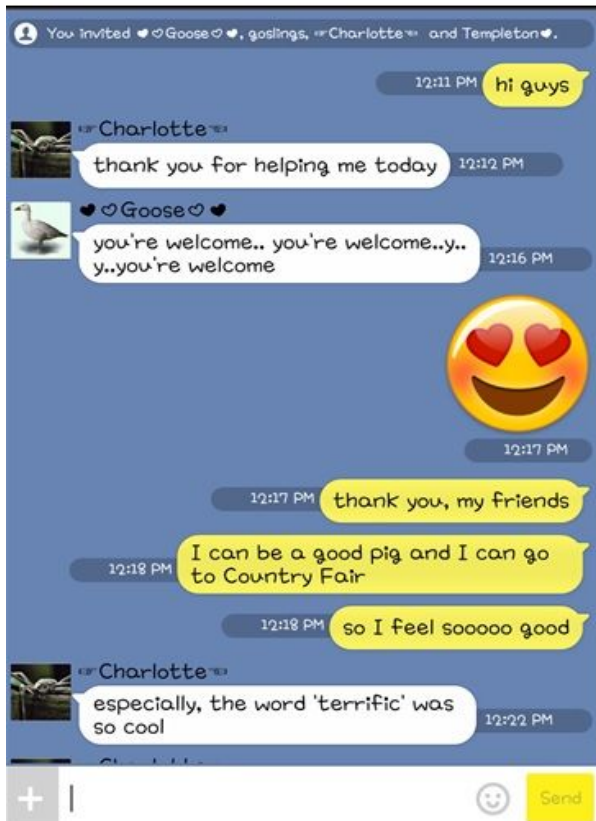 You invited ♥♡Goose♡♥, goslings, ☞Charlotte☜ and Templeton♥.
12:11 PM hi guys
☞Charlotte☜
thank you for helping me today 12:12 PM
♥♡Goose♡♥
you're welcome.. you're welcome..y..
y..you're welcome
12:16 PM
12:17 PM
12:17 PM thank you, my friends
I can be a good pig and I can go
to Country Fair
12:18 PM
12:18 PM so I feel sooooo good
☞Charlotte☜
especially, the word 'terrific' was
so cool
12:22 PM
Send